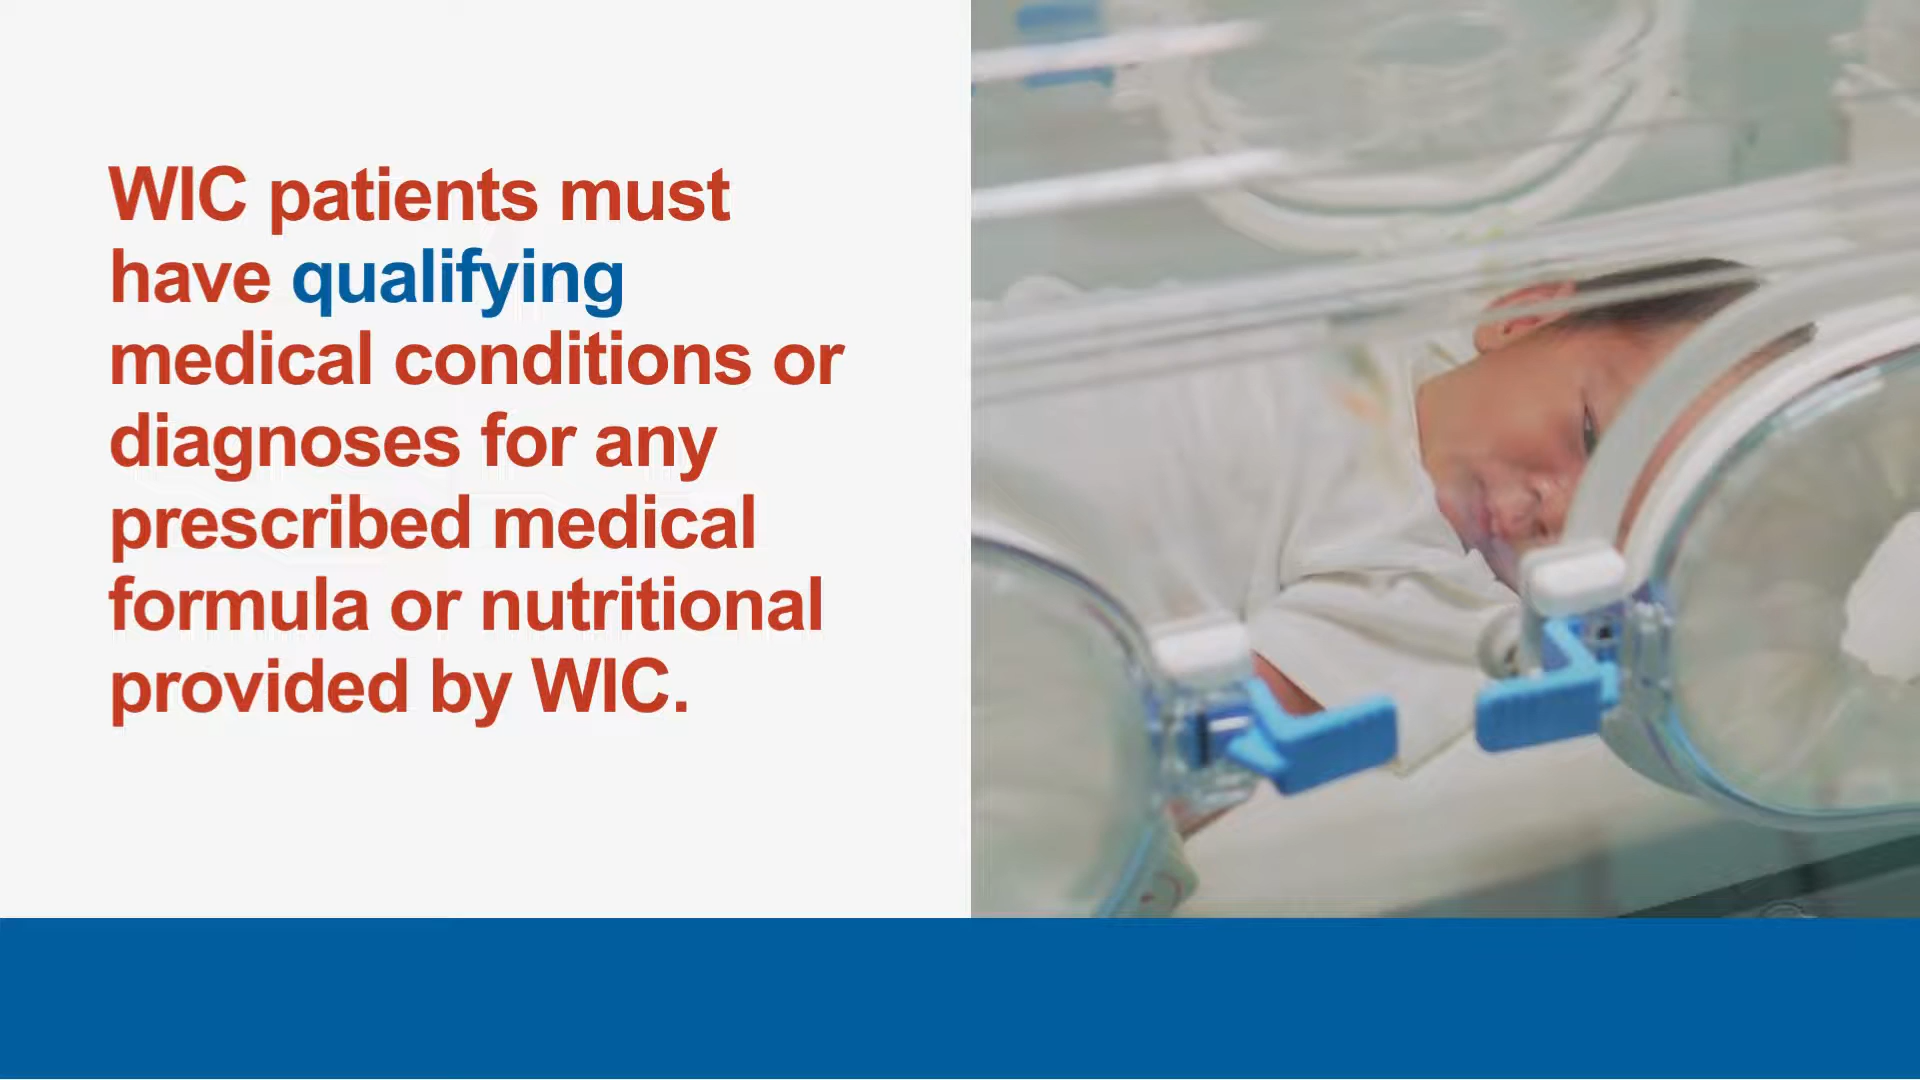 WIC patients must
have qualifying
medical conditions or
diagnoses for any
prescribed medical
formula or nutritional
provided by WIC.